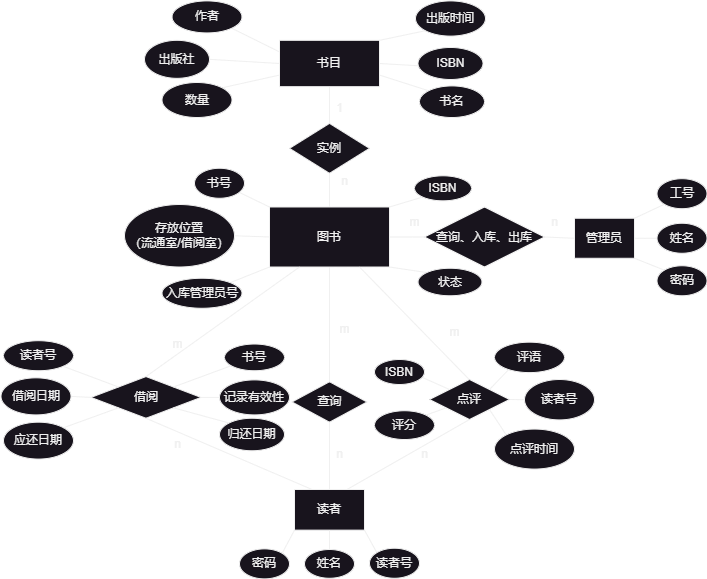 作者
出版时间
出版社
书目
ISBN
数量
书名
1
实例
n
书号
ISBN
工号
存放位置
(流通室/借阅室)
图书
m
查询、入库、出库
n
管理员
姓名
入库管理员号
状态
密码
m
m
m
读者号
书号
ISBN
评语
借阅日期
借阅
记录有效性
查询
点评
读者号
应还日期
归还日期
评分
点评时间
n
n
n
读者
密码
姓名
读者号